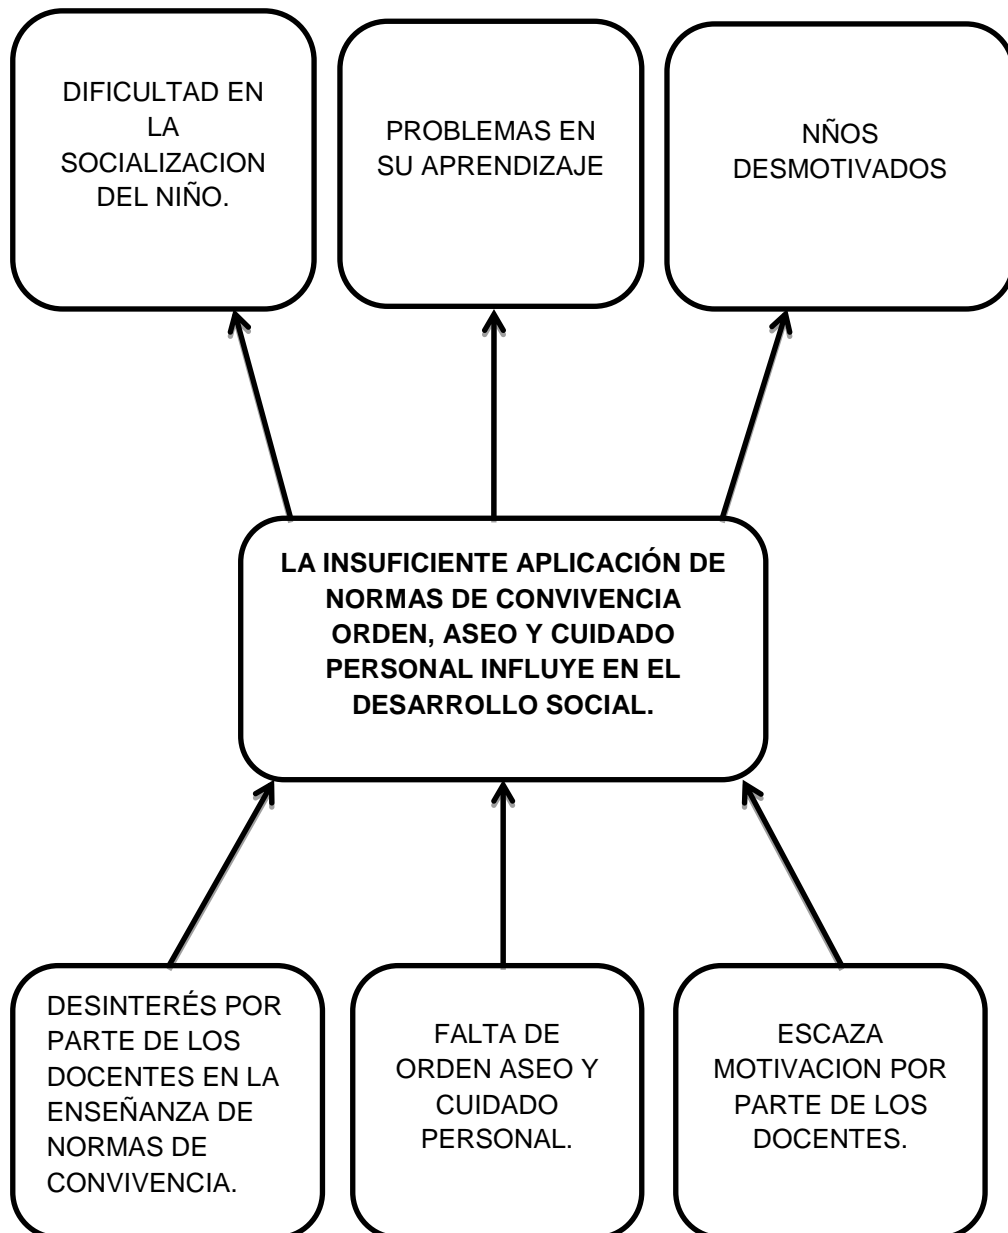 DIFICULTAD EN
LA
SOCIALIZACION
DEL NIÑO.
PROBLEMAS EN
SU APRENDIZAJE
NÑOS
DESMOTIVADOS
LA INSUFICIENTE APLICACIÓN DE
NORMAS DE CONVIVENCIA
ORDEN, ASEO Y CUIDADO
PERSONAL INFLUYE EN EL
DESARROLLO SOCIAL.
DESINTERÉS POR
PARTE DE LOS
DOCENTES EN LA
ENSEÑANZA DE
NORMAS DE
CONVIVENCIA.
FALTA DE
ORDEN ASEO Y
CUIDADO
PERSONAL.
ESCAZA
MOTIVACION POR
PARTE DE LOS
DOCENTES.